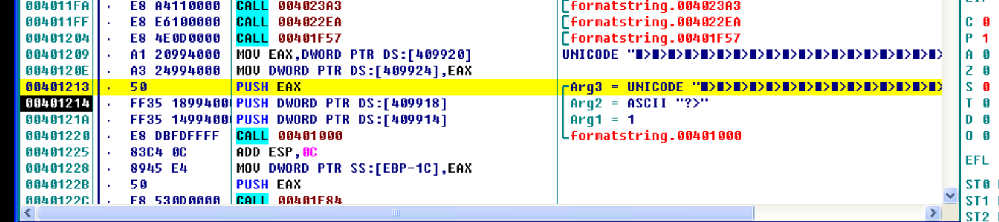 004011FA . E8 A4110000 CALL 004023A3 [formatstring.004023A3
004011FF . E8 E6100000 CALL 004022EA [formatstring.004022EA
00401204 . E8 4E0D0000 CALL 00401F57 [formatstring.00401F57
00401209 . A1 20994000 MOV EAX,DWORD PTR DS:[409920] UNICODE "■>■>■>■>■>■>■>■>■>■>■>■>■>■>■>■>■>■>■>
0040120E . A3 24994000 MOV DWORD PTR DS:[409924],EAX
00401213 . 50 PUSH EAX Arg3 = UNICODE "■>■>■>■>■>■>■>■>■>■>■>■>■>■>■>
00401214 . FF35 18994000 PUSH DWORD PTR DS:[409918] Arg2 = ASCII "?>"
0040121A . FF35 14994000 PUSH DWORD PTR DS:[409914] Arg1 = 1
00401220 . E8 DBFDFFFF CALL 00401000 formatstring.00401000
00401225 . 83C4 0C ADD ESP,0C
00401228 . 8945 E4 MOV DWORD PTR SS:[EBP-1C],EAX
0040122B . 50 PUSH EAX
0040122C . E8 530D0000 CALL 00401F84
C 0
P 1
A 0
Z 0
S 0
T 0
D 0
O 0
EFL
ST0
ST1
ST2